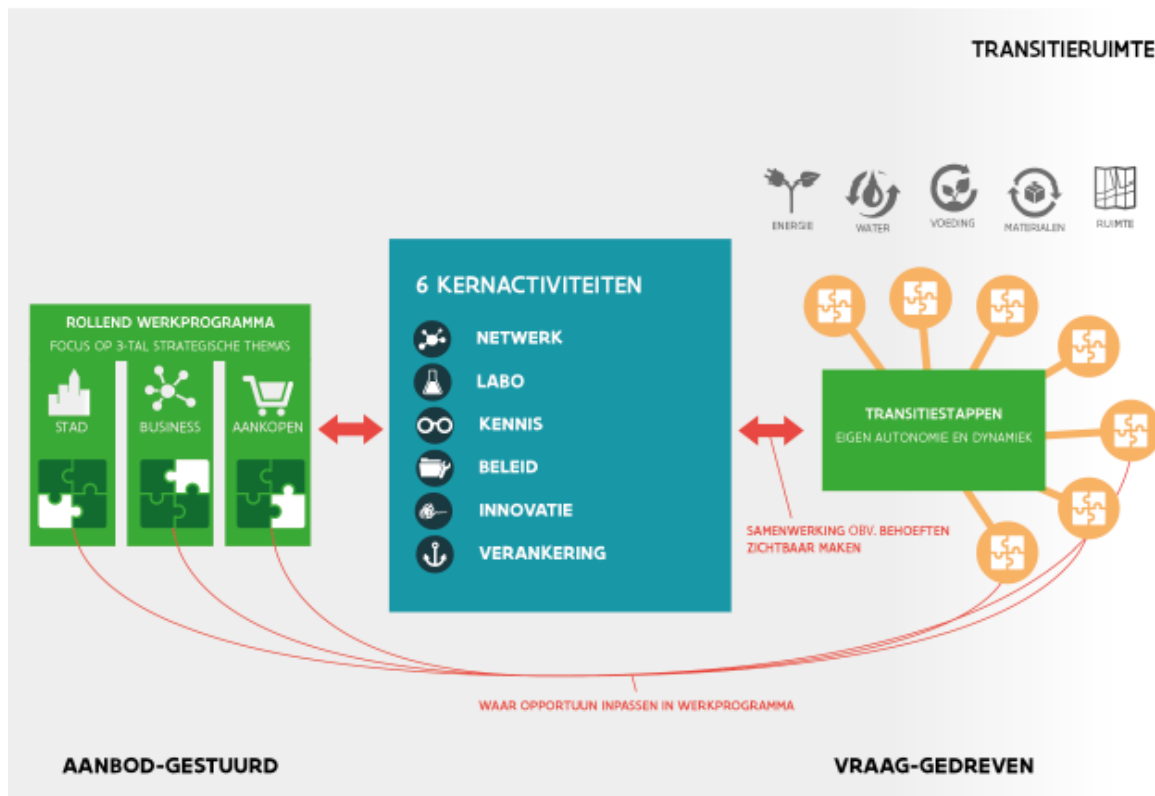 TRANSITIERUIMTE
ENERGIE
WATER
VOEDING
MATERIALEN
RUIMTE
ROLLEND WERKPROGRAMMA
FOCUS OP 3-TAL STRATEGISCHE THEMA'S
STAD
BUSINESS
AANKOPEN
6 KERNACTIVITEITEN
NETWERK
LABO
KENNIS
BELEID
INNOVATIE
VERANKERING
TRANSITIESTAPPEN
EIGEN AUTONOMIE EN DYNAMIEK
SAMENWERKING OBV. BEHOEFTEN
ZICHTBAAR MAKEN
WAAR OPPORTUUN INPASSEN IN WERKPROGRAMMA
AANBOD-GESTUURD
VRAAG-GEDREVEN